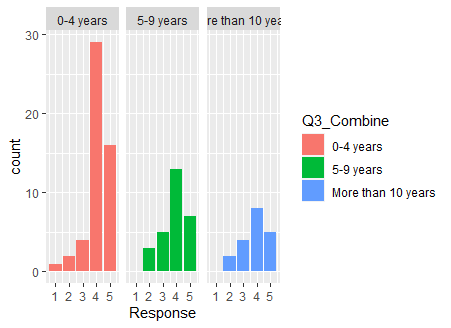 0-4 years
5-9 years
re than 10 yea
30
20
10
0
count
1 2 3 4 5
1 2 3 4 5
1 2 3 4 5
Response
Q3_Combine
0-4 years
5-9 years
More than 10 years